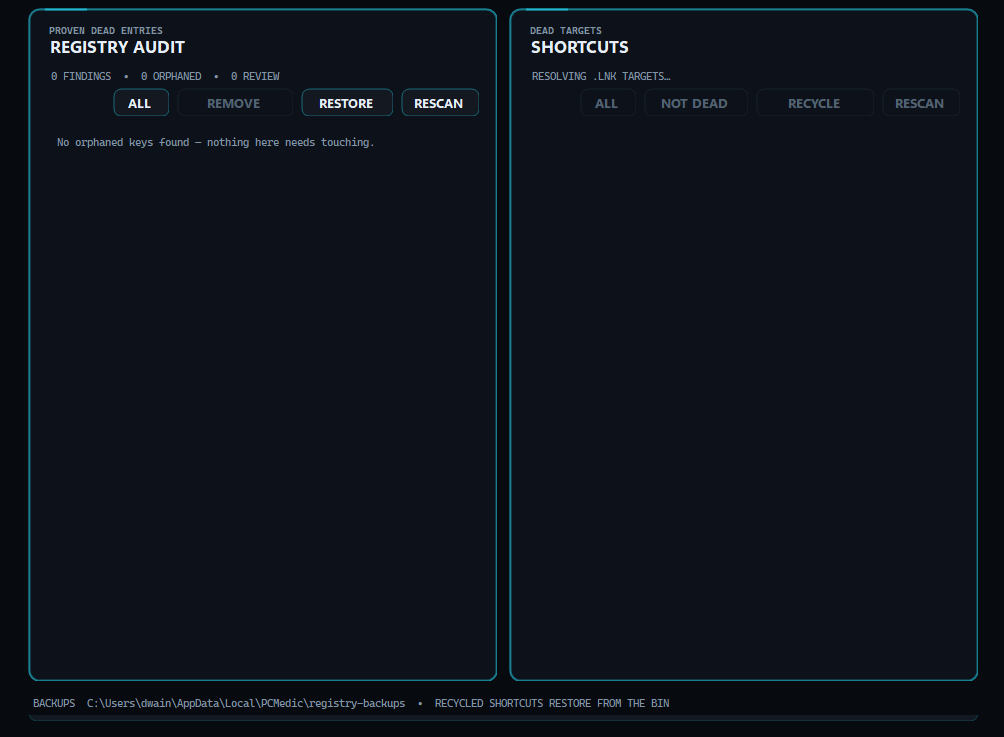 PROVEN DEAD ENTRIES
REGISTRY AUDIT
0 FINDINGS • 0 ORPHANED • 0 REVIEW
ALL REMOVE RESTORE RESCAN
No orphaned keys found — nothing here needs touching.
DEAD TARGETS
SHORTCUTS
RESOLVING .LNK TARGETS…
ALL NOT DEAD RECYCLE RESCAN
BACKUPS C:\Users\dwain\AppData\Local\PCMedic\registry-backups • RECYCLED SHORTCUTS RESTORE FROM THE BIN